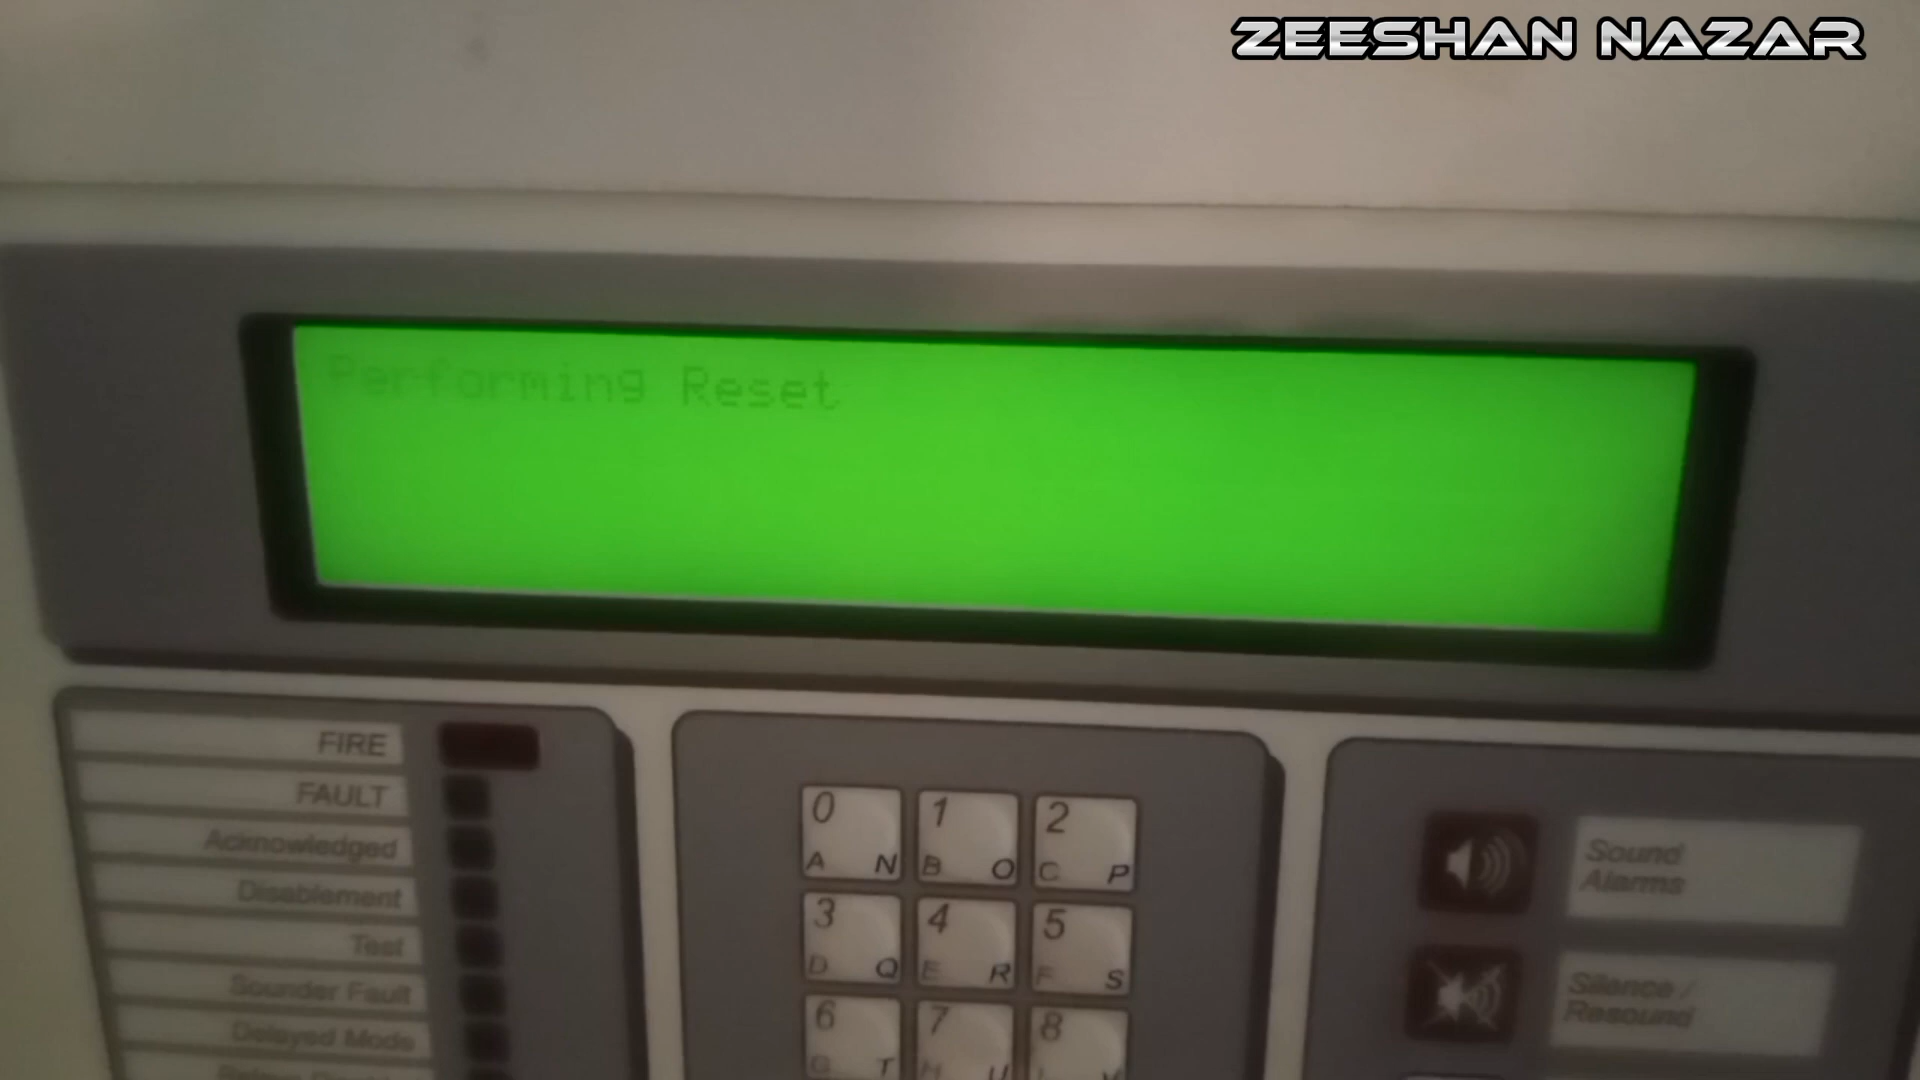 ZEESHAN NAZAR
Performing Reset
FIRE
FAULT
Acknowledged
Disablement
Test
Sounder Fault
Delayed Mode
0
A N
1
B O
2
C P
3
D Q
4
E R
5
F S
6
G T
7
H U
8
Sound
Alarms
Silence /
Resound